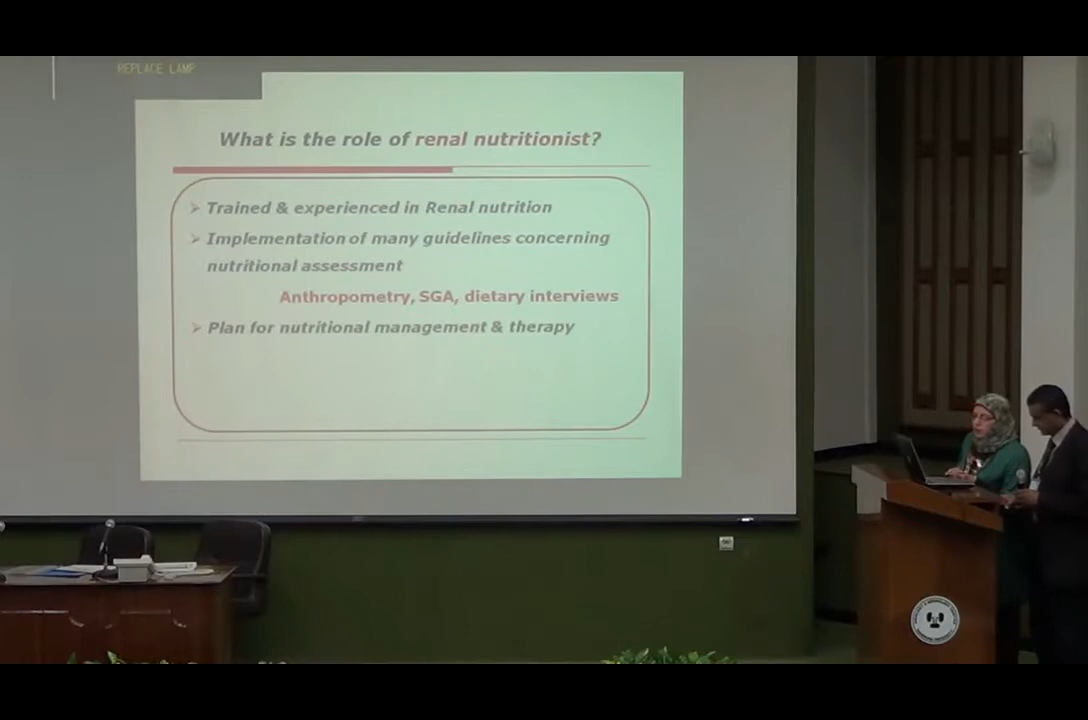 REPLACE LAMP
What is the role of renal nutritionist?
Trained & experienced in Renal nutrition
Implementation of many guidelines concerning
nutritional assessment
Anthropometry, SGA, dietary interviews
Plan for nutritional management & therapy